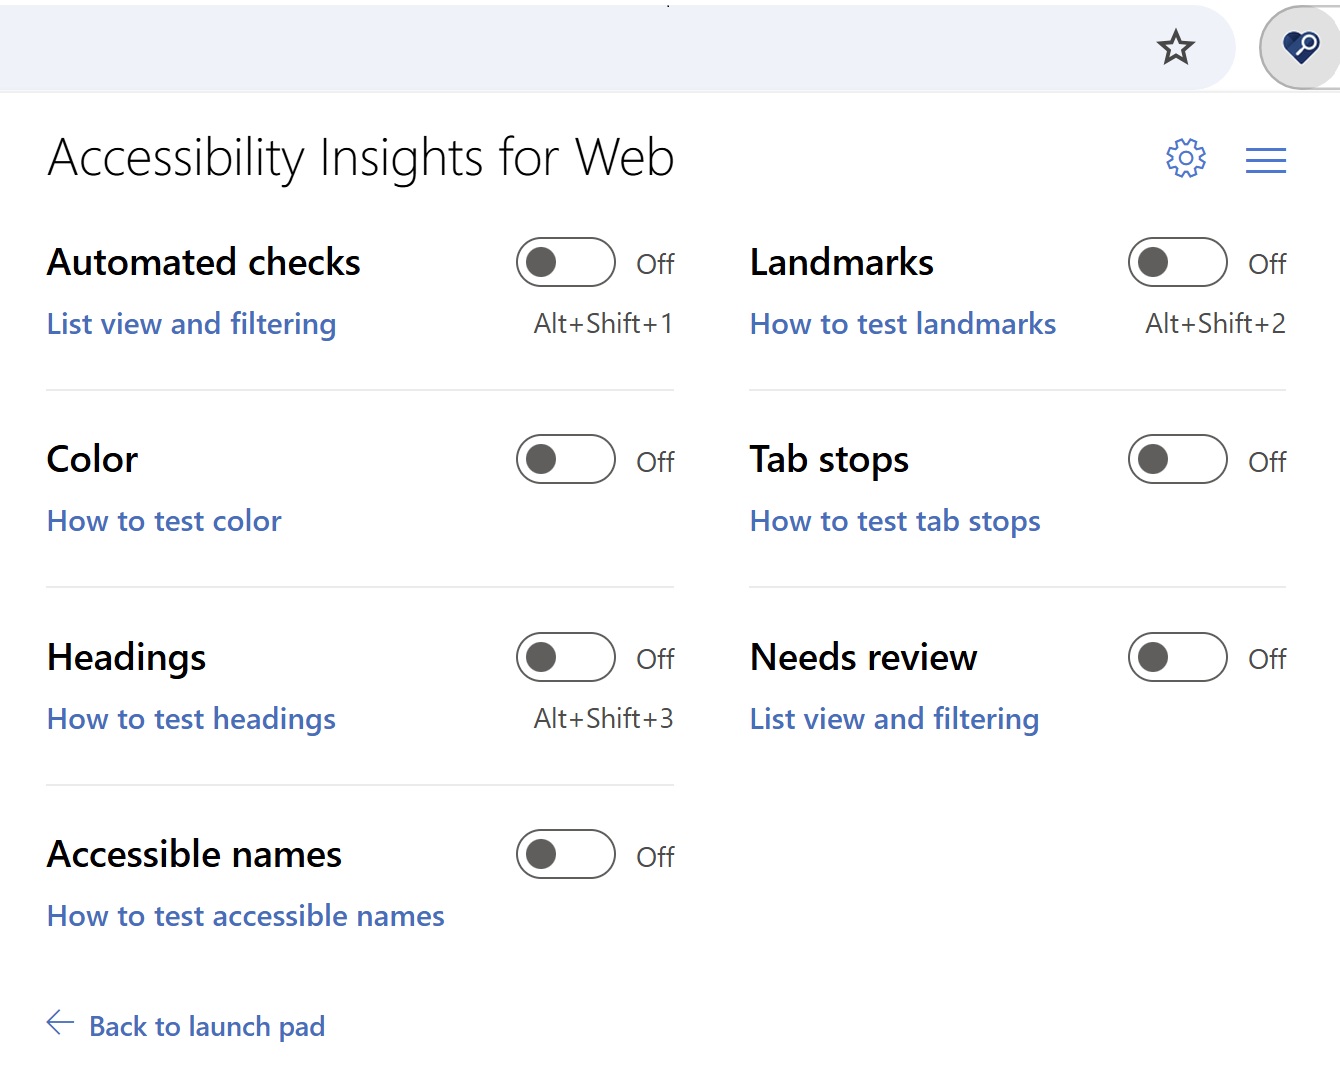 Accessibility Insights for Web
Automated checks Off
List view and filtering Alt+Shift+1
Landmarks Off
How to test landmarks Alt+Shift+2
Color Off
How to test color
Tab stops Off
How to test tab stops
Headings Off
How to test headings Alt+Shift+3
Needs review Off
List view and filtering
Accessible names Off
How to test accessible names
Back to launch pad